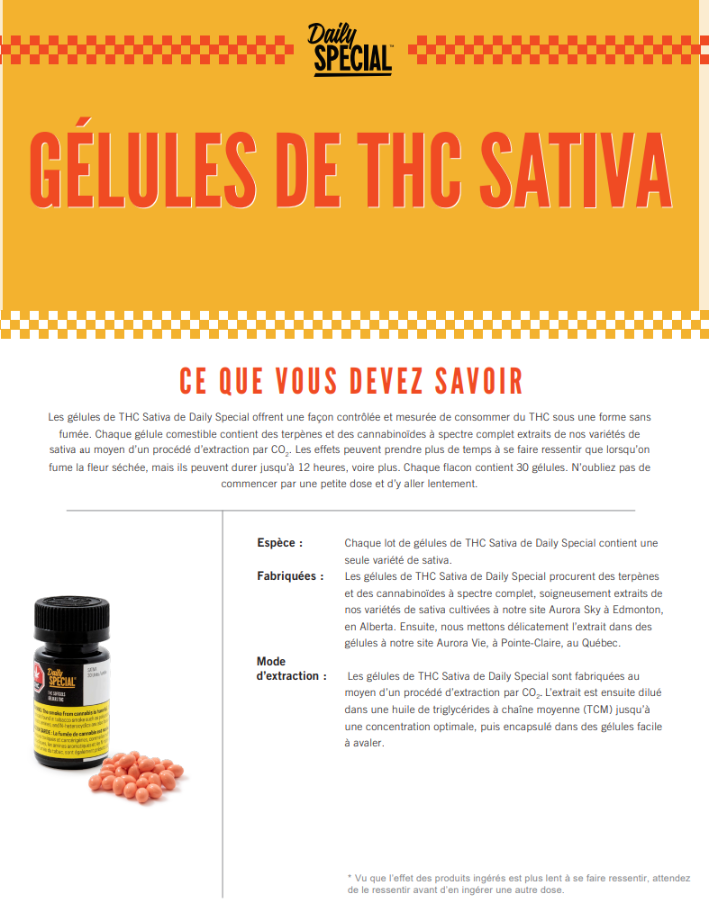 Daily
SPECIAL™
GÉLULES DE THC SATIVA
CE QUE VOUS DEVEZ SAVOIR
Les gélules de THC Sativa de Daily Special offrent une façon contrôlée et mesurée de consommer du THC sous une forme sans
fumée. Chaque gélule comestible contient des terpènes et des cannabinoïdes à spectre complet extraits de nos variétés de
sativa au moyen d’un procédé d’extraction par CO₂. Les effets peuvent prendre plus de temps à se faire ressentir que lorsqu’on
fume la fleur séchée, mais ils peuvent durer jusqu’à 12 heures, voire plus. Chaque flacon contient 30 gélules. N’oubliez pas de
commencer par une petite dose et d’y aller lentement.
Espèce : Chaque lot de gélules de THC Sativa de Daily Special contient une
seule variété de sativa.
Fabriquées : Les gélules de THC Sativa de Daily Special procurent des terpènes
et des cannabinoïdes à spectre complet, soigneusement extraits de
nos variétés de sativa cultivées à notre site Aurora Sky à Edmonton,
en Alberta. Ensuite, nous mettons délicatement l’extrait dans des
gélules à notre site Aurora Vie, à Pointe-Claire, au Québec.
Mode
d’extraction : Les gélules de THC Sativa de Daily Special sont fabriquées au
moyen d’un procédé d’extraction par CO₂. L’extrait est ensuite dilué
dans une huile de triglycérides à chaîne moyenne (TCM) jusqu’à
une concentration optimale, puis encapsulé dans des gélules facile
à avaler.
Daily
SPECIAL
* Vu que l’effet des produits ingérés est plus lent à se faire ressentir, attendez
de le ressentir avant d’en ingérer une autre dose.